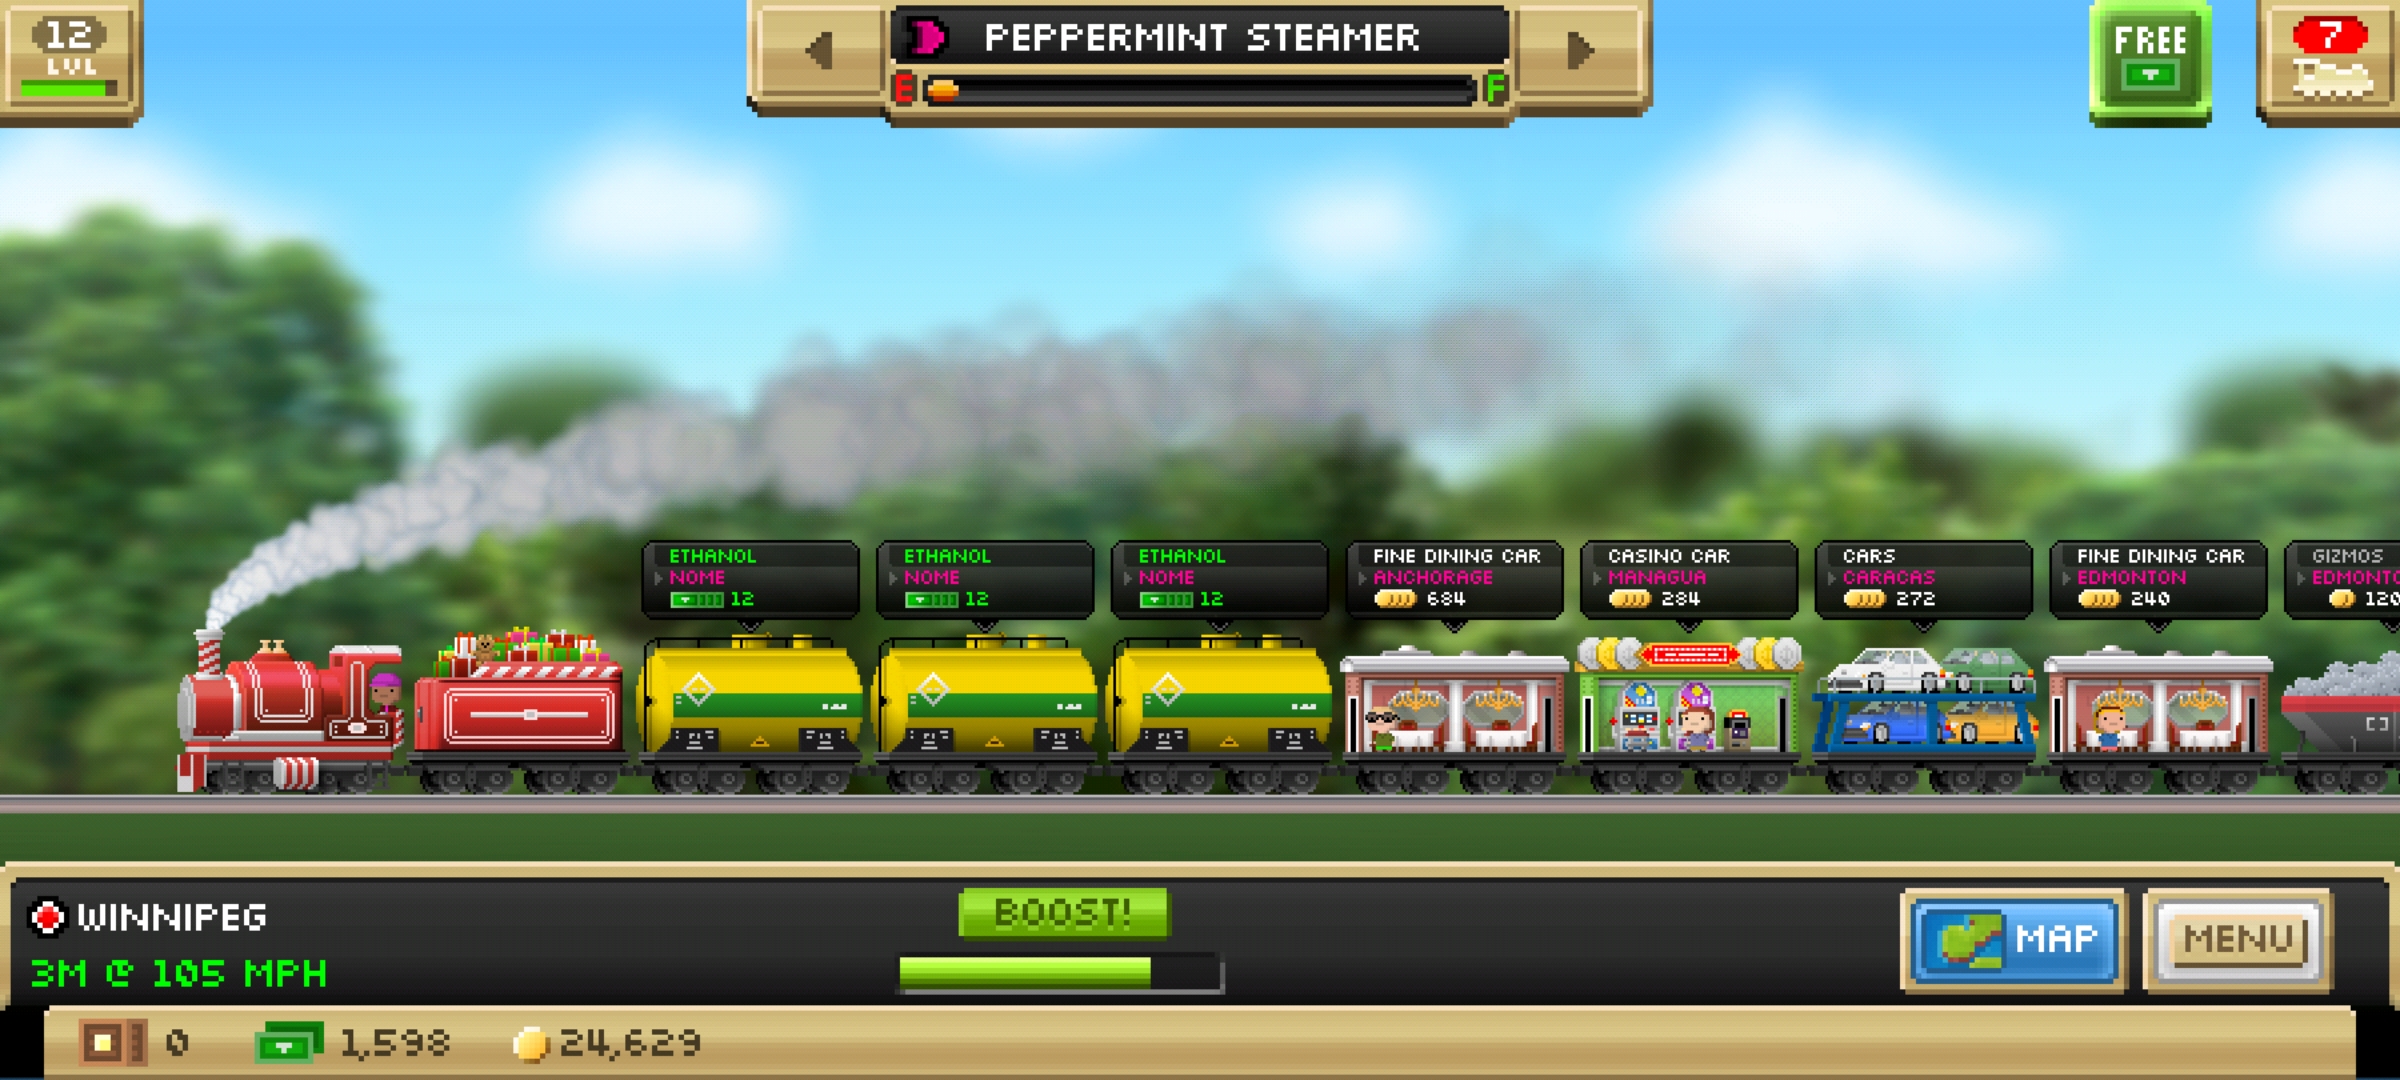 12
LVL
PEPPERMINT STEAMER
E
F
FREE
7
ETHANOL
NOME
12
ETHANOL
NOME
12
ETHANOL
NOME
12
FINE DINING CAR
ANCHORAGE
684
CASINO CAR
MANAGUA
284
CARS
CARACAS
272
FINE DINING CAR
EDMONTON
240
GIZMOS
EDMONTO
120
WINNIPEG
3M @ 105 MPH
BOOST!
MAP
MENU
0
1,598
24,629